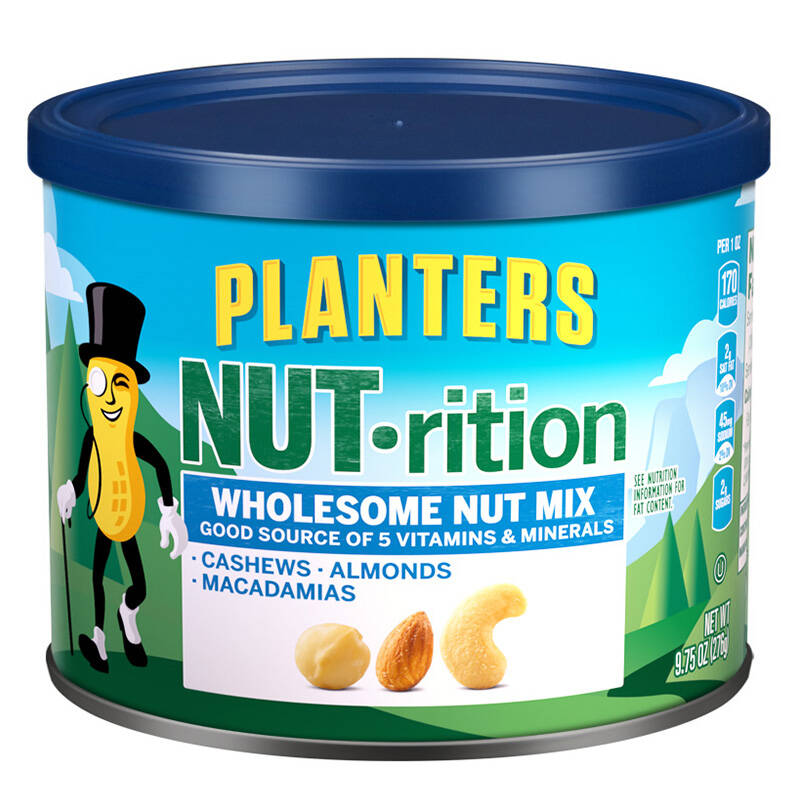 PLANTERS
NUT·rition
WHOLESOME NUT MIX
GOOD SOURCE OF 5 VITAMINS & MINERALS
· CASHEWS · ALMONDS
· MACADAMIAS
SEE NUTRITION
INFORMATION FOR
FAT CONTENT.
PER 1 OZ
170
CALORIES
2g
SAT FAT
45mg
SODIUM
2g
SUGARS
U
NET WT
9.75 OZ (276g)